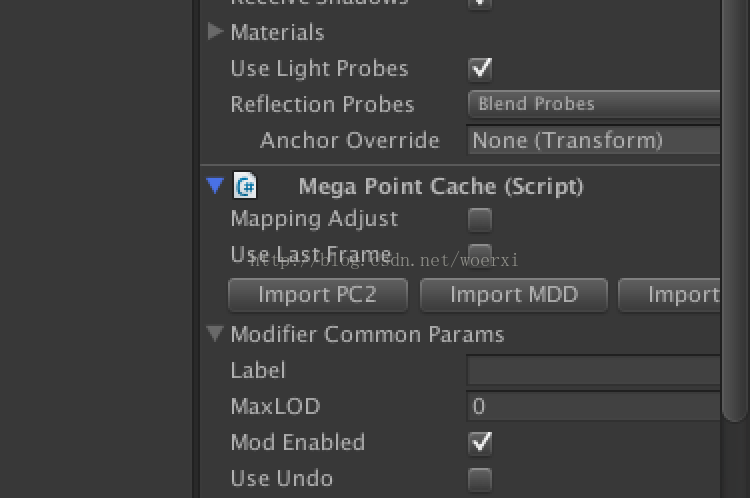 Receive Shadows
Materials
Use Light Probes
Reflection Probes Blend Probes
Anchor Override None (Transform)
C# Mega Point Cache (Script)
Mapping Adjust
Use Last Frame
http://blog.csdn.net/woerxi
Import PC2 Import MDD Import
Modifier Common Params
Label
MaxLOD 0
Mod Enabled
Use Undo